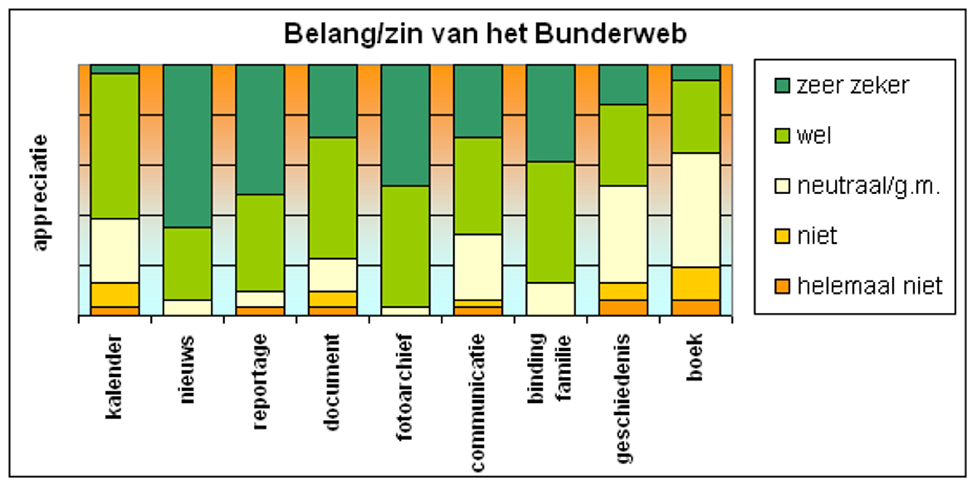 Belang/zin van het Bunderweb
appreciatie
kalender
nieuws
reportage
document
fotoarchief
communicatie
binding
familie
geschiedenis
boek
zeer zeker
wel
neutraal/g.m.
niet
helemaal niet